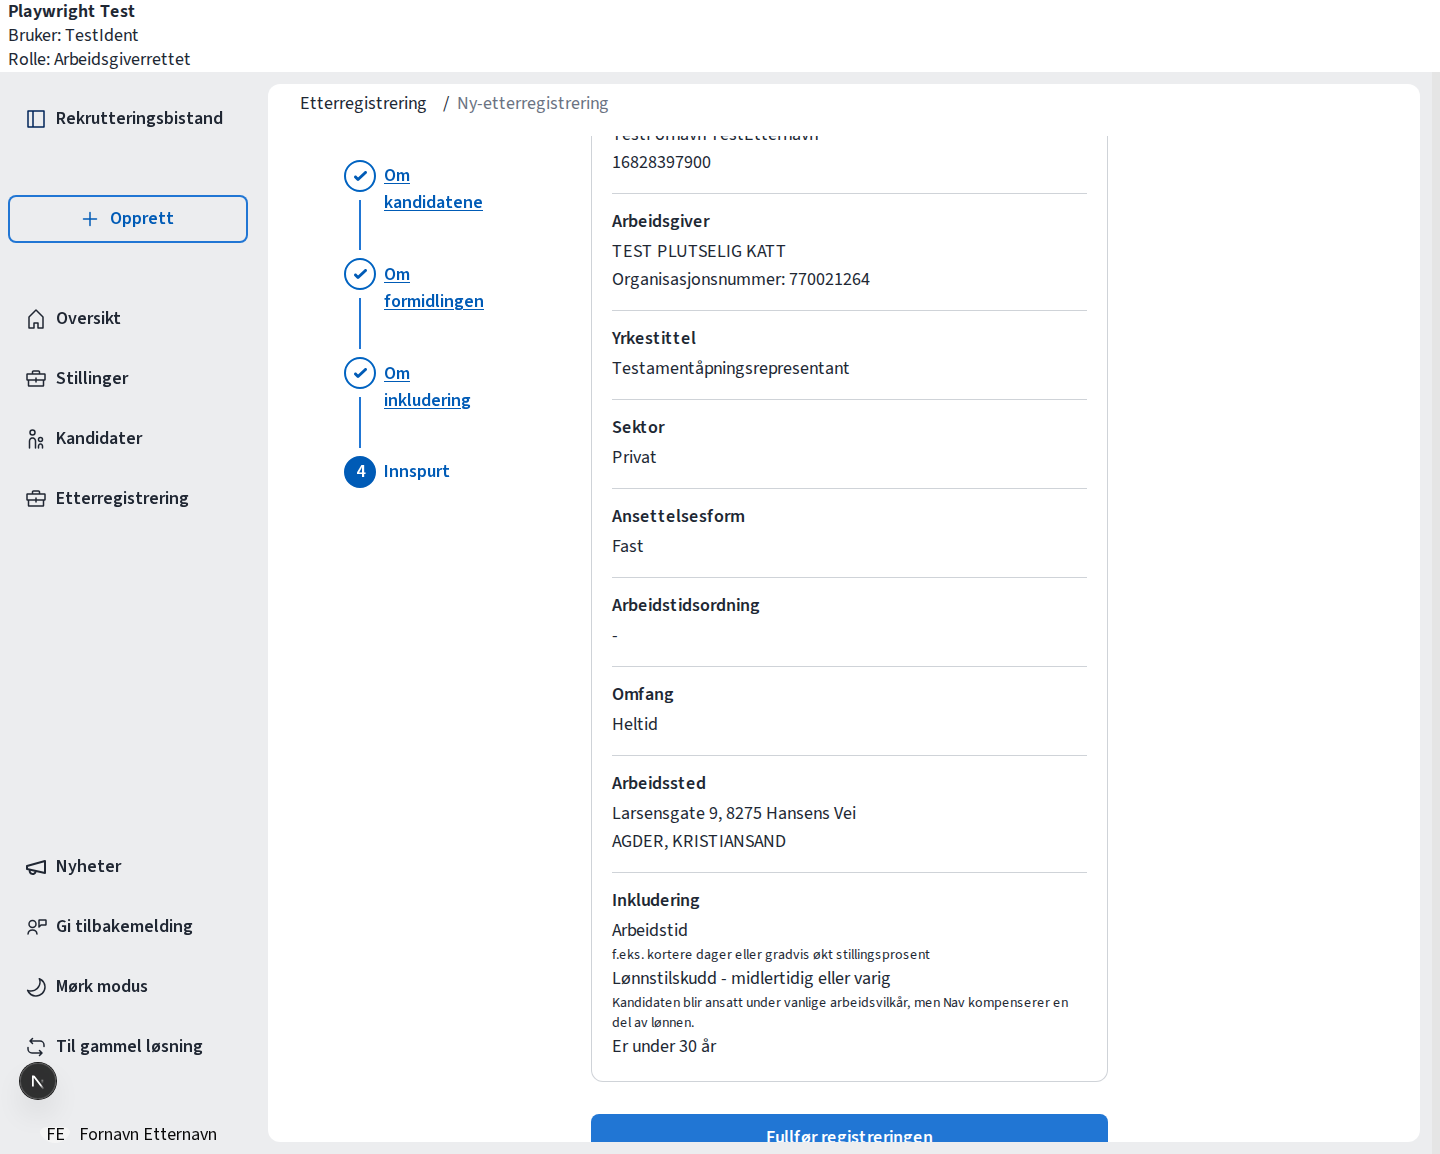 Playwright Test
Bruker: TestIdent
Rolle: Arbeidsgiverrettet
Rekrutteringsbistand
Opprett
Oversikt
Stillinger
Kandidater
Etterregistrering
Nyheter
Gi tilbakemelding
Mørk modus
Til gammel løsning
N
FE Fornavn Etternavn
Etterregistrering / Ny-etterregistrering
Om
kandidatene
Om
formidlingen
Om
inkludering
4 Innspurt
TestFornavn TestEtternavn
16828397900
Arbeidsgiver
TEST PLUTSELIG KATT
Organisasjonsnummer: 770021264
Yrkestittel
Testamentåpningsrepresentant
Sektor
Privat
Ansettelsesform
Fast
Arbeidstidsordning
-
Omfang
Heltid
Arbeidssted
Larsensgate 9, 8275 Hansens Vei
AGDER, KRISTIANSAND
Inkludering
Arbeidstid
f.eks. kortere dager eller gradvis økt stillingsprosent
Lønnstilskudd - midlertidig eller varig
Kandidaten blir ansatt under vanlige arbeidsvilkår, men Nav kompenserer en
del av lønnen.
Er under 30 år
Fullfør registreringen